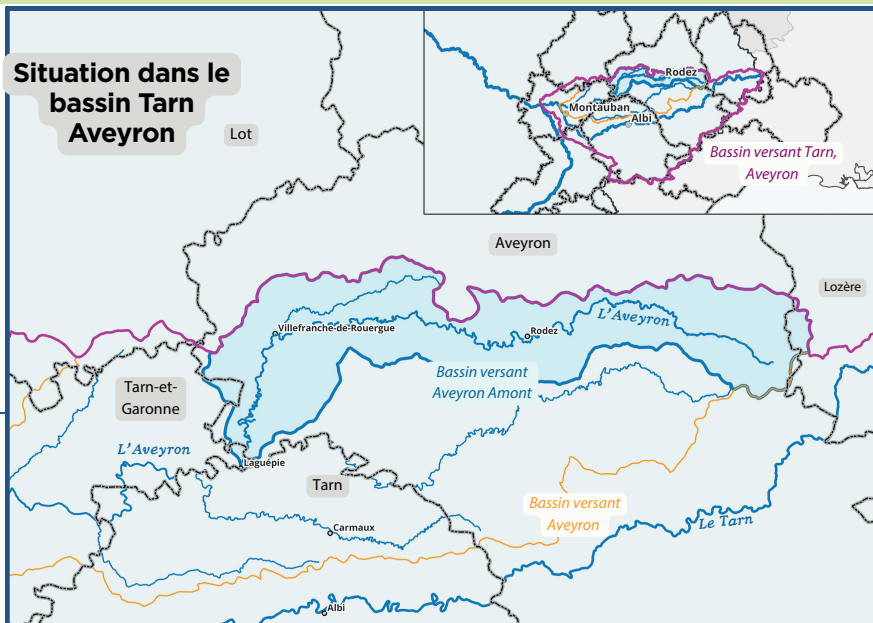 Situation dans le
bassin Tarn
Aveyron
Lot
Rodez
Montauban
Albi
Bassin versant Tarn,
Aveyron
Aveyron
Lozère
L'Aveyron
Villefranche-de-Rouergue
Rodez
Bassin versant
Aveyron Amont
Tarn-et-
Garonne
L'Aveyron
Laguépie
Tarn
Bassin versant
Aveyron
Le Tarn
Carmaux
Albi